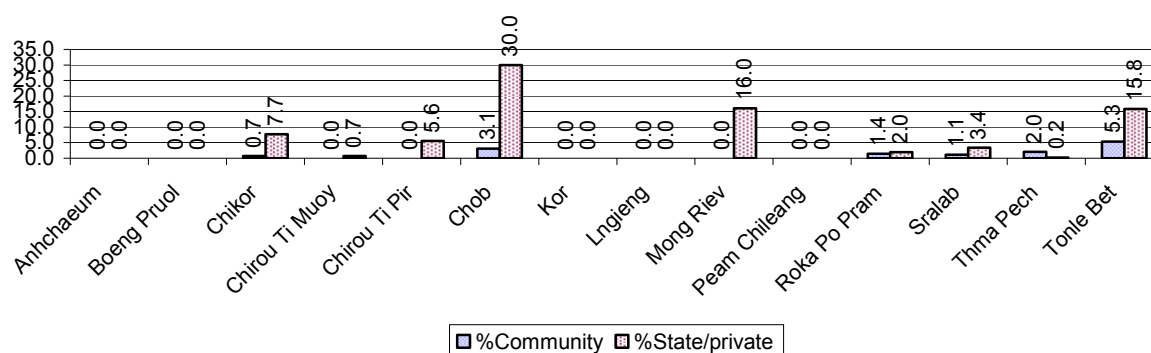 35.0
30.0
25.0
20.0
15.0
10.0
5.0
0.0
0.0 0.0
0.0 0.0
0.7 7.7
0.0 0.7
0.0 5.6
3.1 30.0
0.0 0.0
0.0 0.0
0.0 16.0
0.0 0.0
1.4 2.0
1.1 3.4
2.0 0.2
5.3 15.8
Anhchaeum
Boeng Pruol
Chikor
Chirou Ti Muoy
Chirou Ti Pir
Chob
Kor
Lngieng
Mong Riev
Peam Chileang
Roka Po Pram
Sralab
Thma Pech
Tonle Bet
%Community %State/private